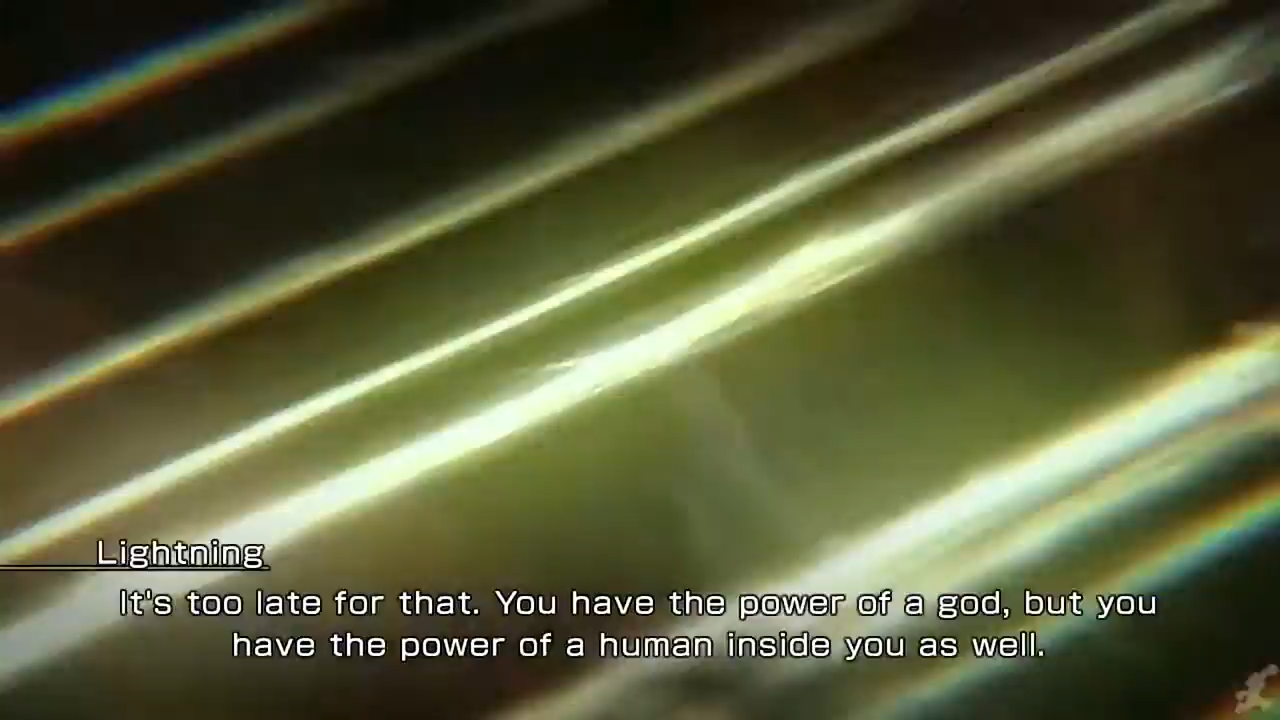 Lightning
It's too late for that. You have the power of a god, but you
have the power of a human inside you as well.